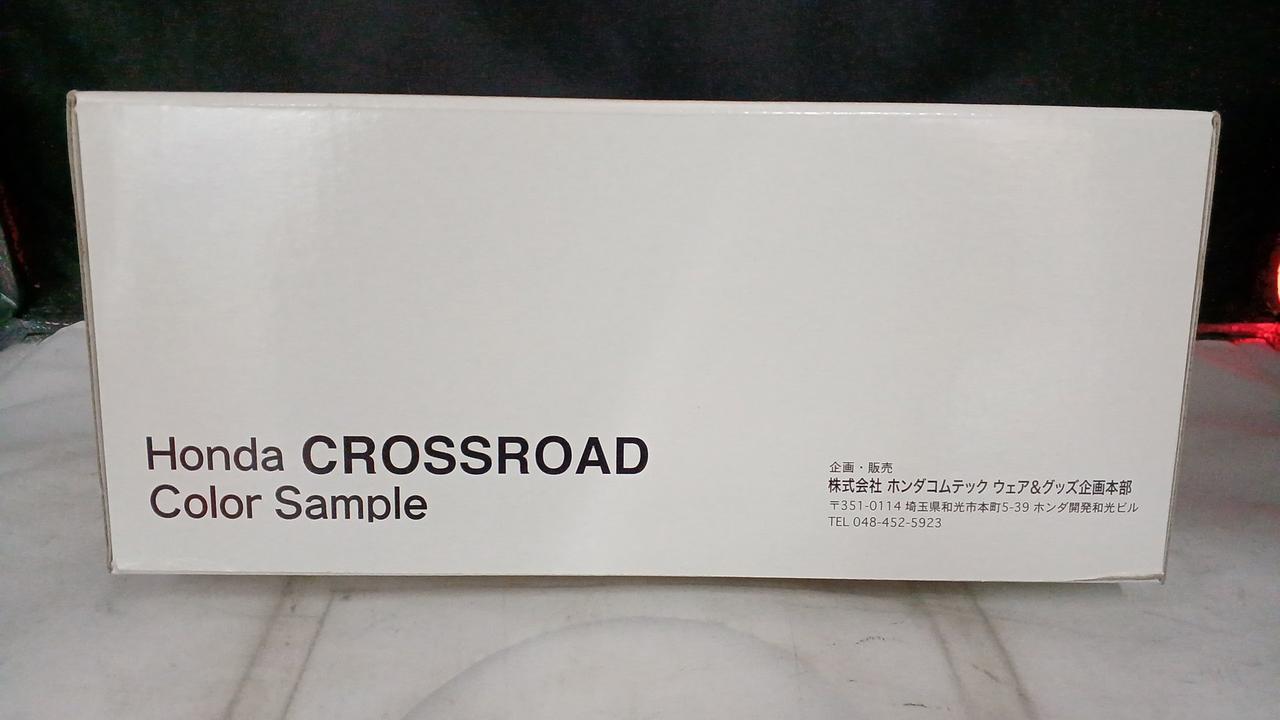 Honda CROSSROAD
Color Sample
企画・販売
株式会社 ホンダコムテック ウェア&グッズ企画本部
〒351-0114 埼玉県和光市本町5-39 ホンダ開発和光ビル
TEL 048-452-5923